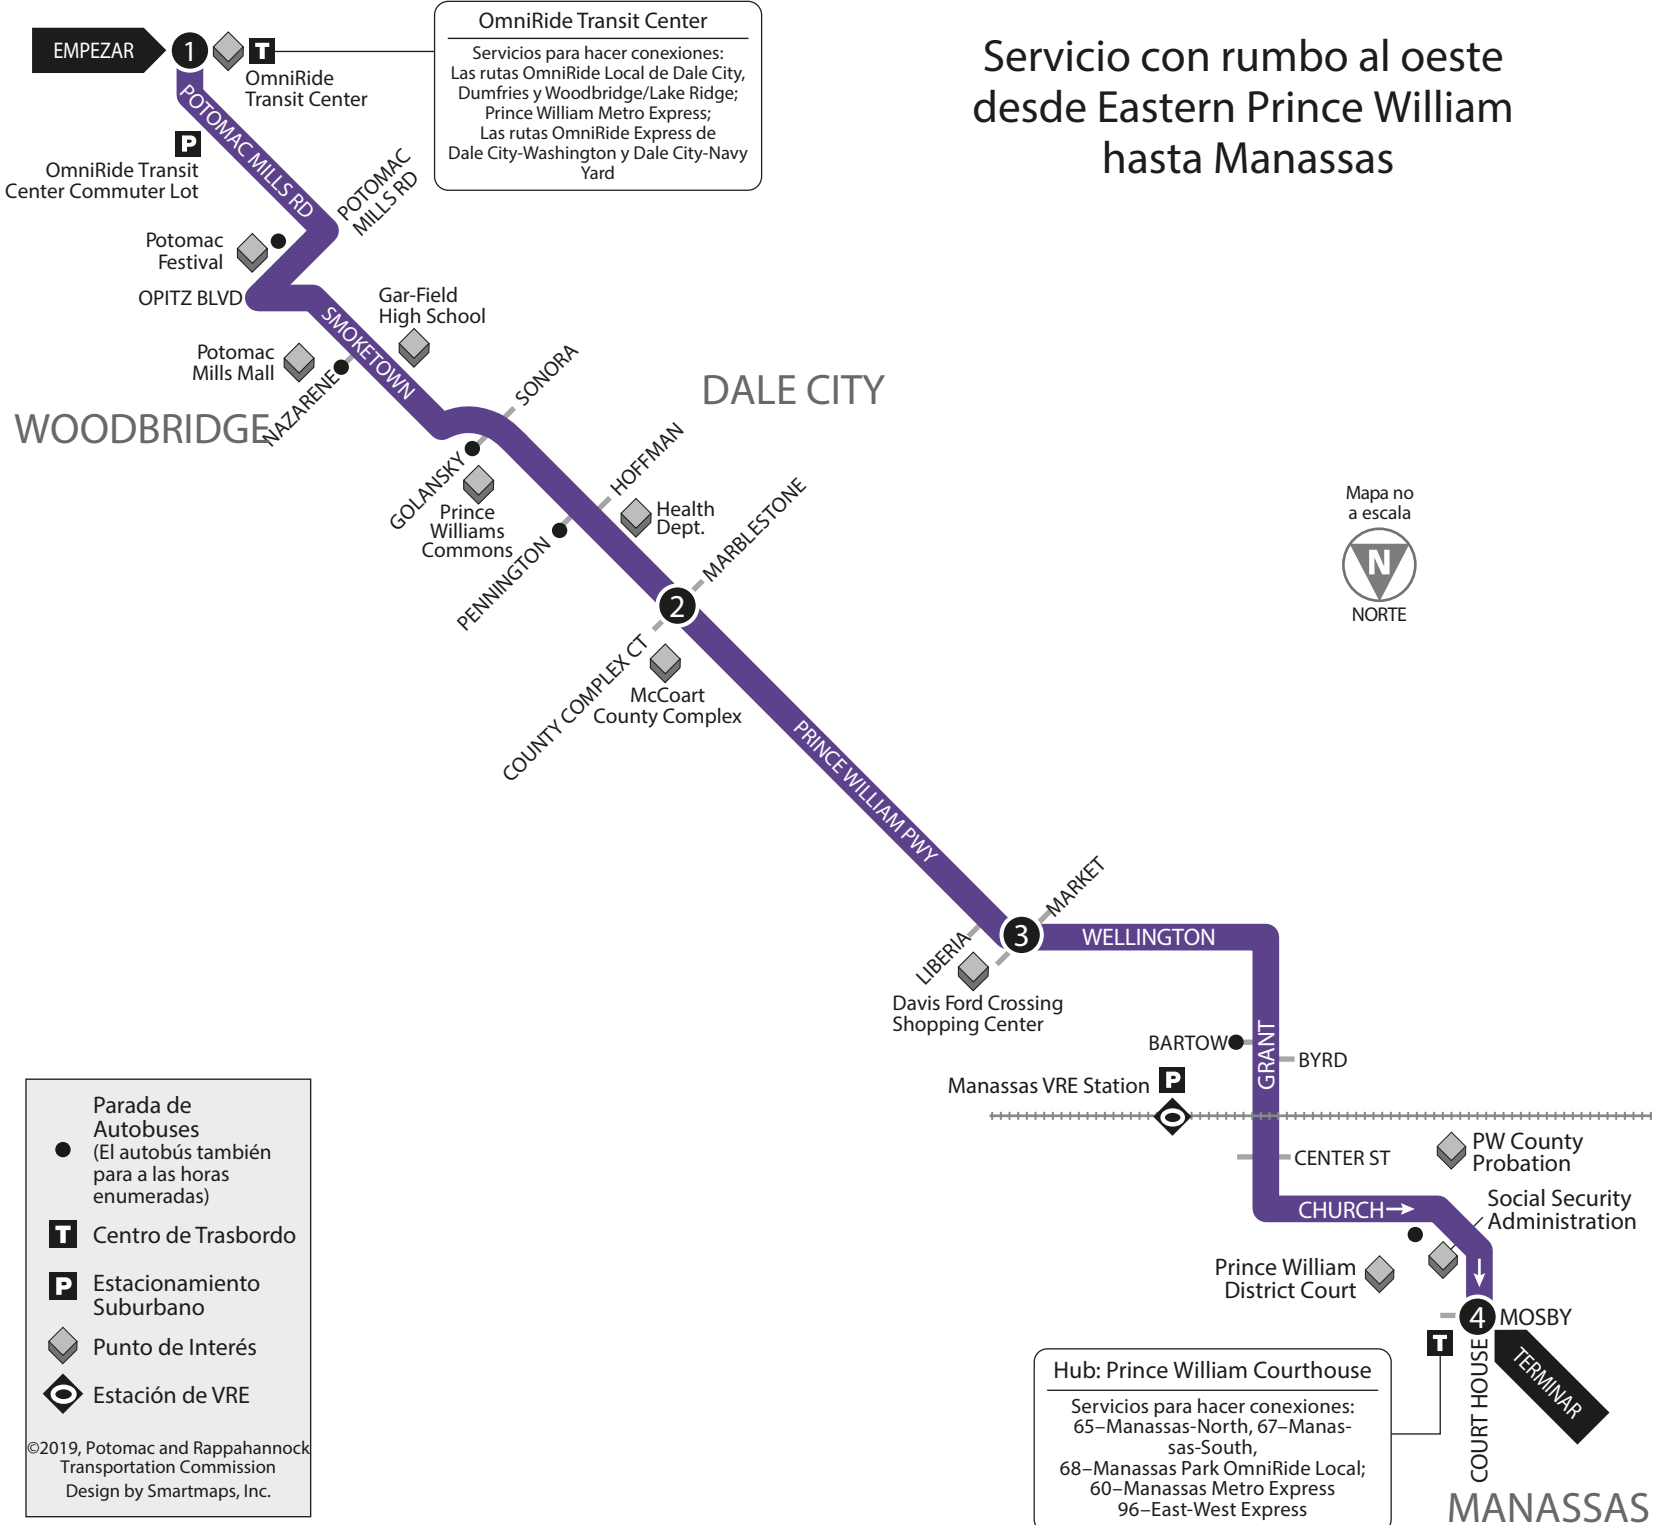 EMPEZAR
1
T
OmniRide
Transit Center
OmniRide Transit Center
Servicios para hacer conexiones:
Las rutas OmniRide Local de Dale City,
Dumfries y Woodbridge/Lake Ridge;
Prince William Metro Express;
Las rutas OmniRide Express de
Dale City-Washington y Dale City-Navy
Yard
Servicio con rumbo al oeste
desde Eastern Prince William
hasta Manassas
POTOMAC MILLS RD
P
OmniRide Transit
Center Commuter Lot
POTOMAC
MILLS RD
Potomac
Festival
OPITZ BLVD
SMOKETOWN
Gar-Field
High School
Potomac
Mills Mall
NAZARENE
WOODBRIDGE
SONORA
DALE CITY
GOLANSKY
Prince
Williams
Commons
HOFFMAN
Health
Dept.
PENNINGTON
MARBLESTONE
2
COUNTY COMPLEX CT
McCoart
County Complex
Mapa no
a escala
N
NORTE
PRINCE WILLIAM PWY
MARKET
3
WELLINGTON
LIBERIA
Davis Ford Crossing
Shopping Center
BARTOW
GRANT
BYRD
Manassas VRE Station
P
CENTER ST
PW County
Probation
CHURCH
Social Security
Administration
Prince William
District Court
4
MOSBY
T
COURT HOUSE
TERMINAR
Hub: Prince William Courthouse
Servicios para hacer conexiones:
65–Manassas-North, 67–Manas-
sas-South,
68–Manassas Park OmniRide Local;
60–Manassas Metro Express
96–East-West Express
MANASSAS
Parada de
Autobuses
(El autobús también
para a las horas
enumeradas)
T
Centro de Trasbordo
P
Estacionamiento
Suburbano
Punto de Interés
Estación de VRE
©2019, Potomac and Rappahannock
Transportation Commission
Design by Smartmaps, Inc.